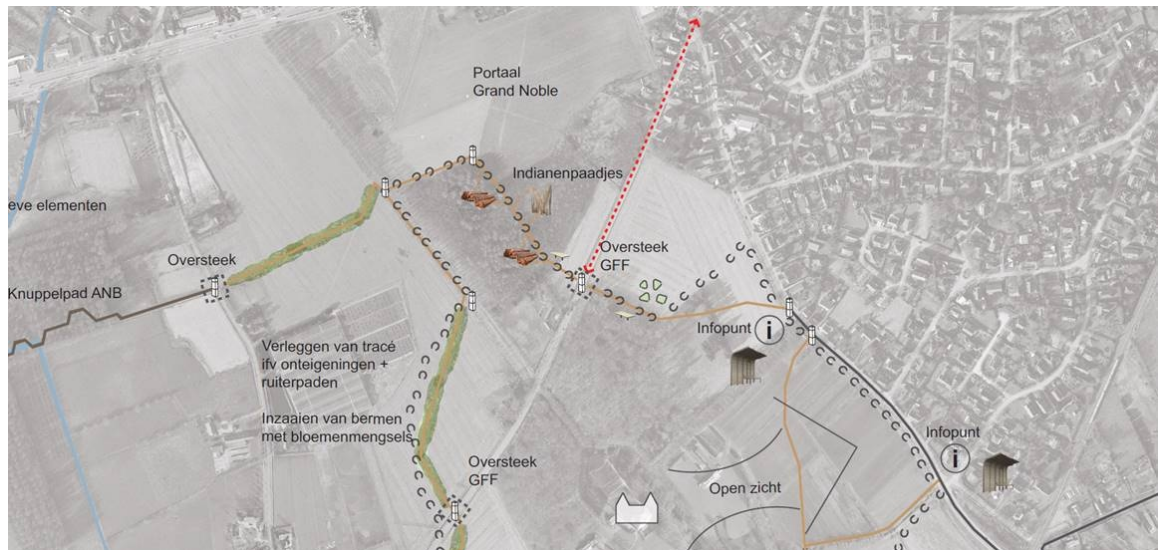 Portaal
Grand Noble
Indianenpaadjes
eve elementen
Oversteek
Oversteek
GFF
Knuppelpad ANB
Infopunt
i
Verleggen van tracé
ifv onteigeningen +
ruiterpaden
Inzaaien van bermen
met bloemenmengsels
Infopunt
i
Oversteek
GFF
Open zicht